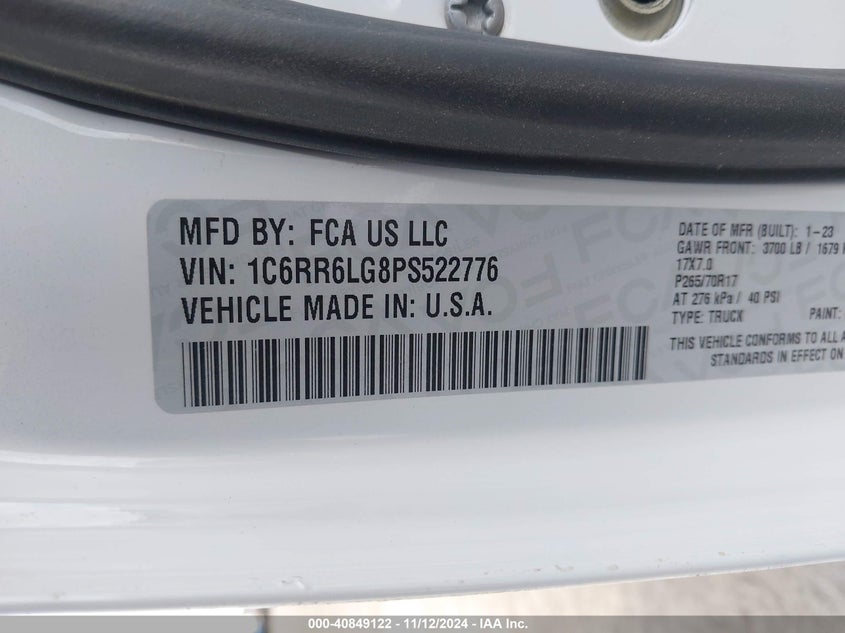 MFD BY: FCA US LLC
VIN: 1C6RR6LG8PS522776
VEHICLE MADE IN: U.S.A.
DATE OF MFR (BUILT): 1-23
GAWR FRONT: 3700 LB / 1679
17X7.0
P265/70R17
AT 276 kPa / 40 PSI
TYPE: TRUCK PAINT:
THIS VEHICLE CONFORMS TO ALL
STANDARDS IN EFFECT ON
000-40849122 - 11/12/2024 - IAA Inc.